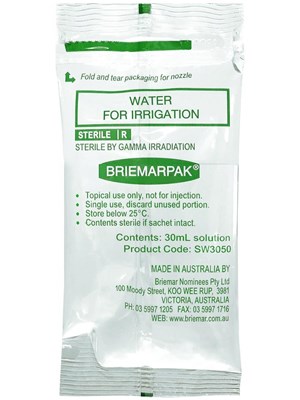 Fold and tear packaging for nozzle
WATER
FOR IRRIGATION
STERILE R
STERILE BY GAMMA IRRADIATION
BRIEMARPAK®
• Topical use only, not for injection.
• Single use, discard unused portion.
• Store below 25°C.
• Contents sterile if sachet intact.
Contents: 30mL solution
Product Code: SW3050
MADE IN AUSTRALIA BY
Briemar Nominees Pty Ltd
100 Moody Street, KOO WEE RUP, 3981
VICTORIA, AUSTRALIA
PH: 03 5997 1205 FAX: 03 5997 1716
WEB: www.briemar.com.au